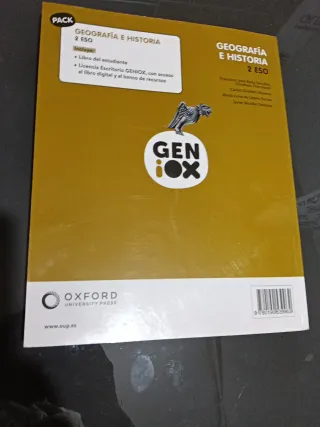 PACK
GEOGRAFÍA E HISTORIA
2 ESO
Incluye:
• Libro del estudiante
• Licencia Escritorio GENiOX, con acceso
al libro digital y al banco de recursos
GEOGRAFÍA
E HISTORIA
2 ESO
GEN
iOX
OXFORD
UNIVERSITY PRESS
www.oup.es